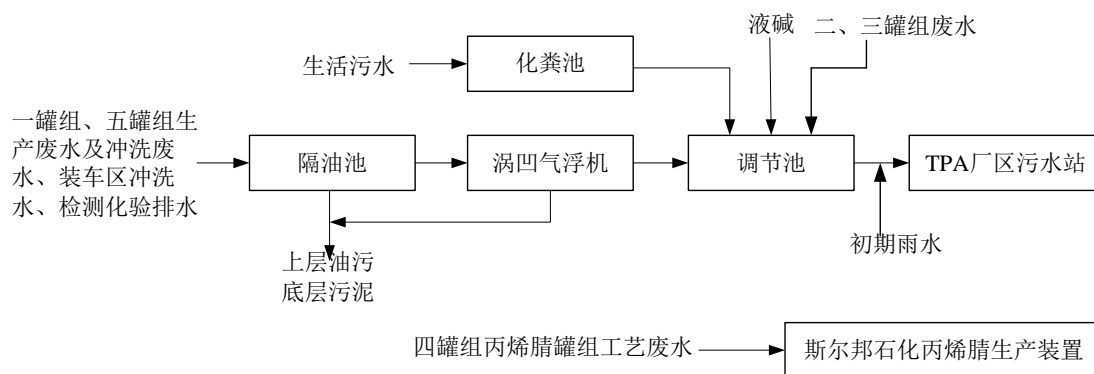 液碱
二、三罐组废水
生活污水
化粪池
一罐组、五罐组生
产废水及冲洗废
水、装车区冲洗
水、检测化验排水
隔油池
涡凹气浮机
调节池
TPA厂区污水站
初期雨水
上层油污
底层污泥
四罐组丙烯腈罐组工艺废水
斯尔邦石化丙烯腈生产装置